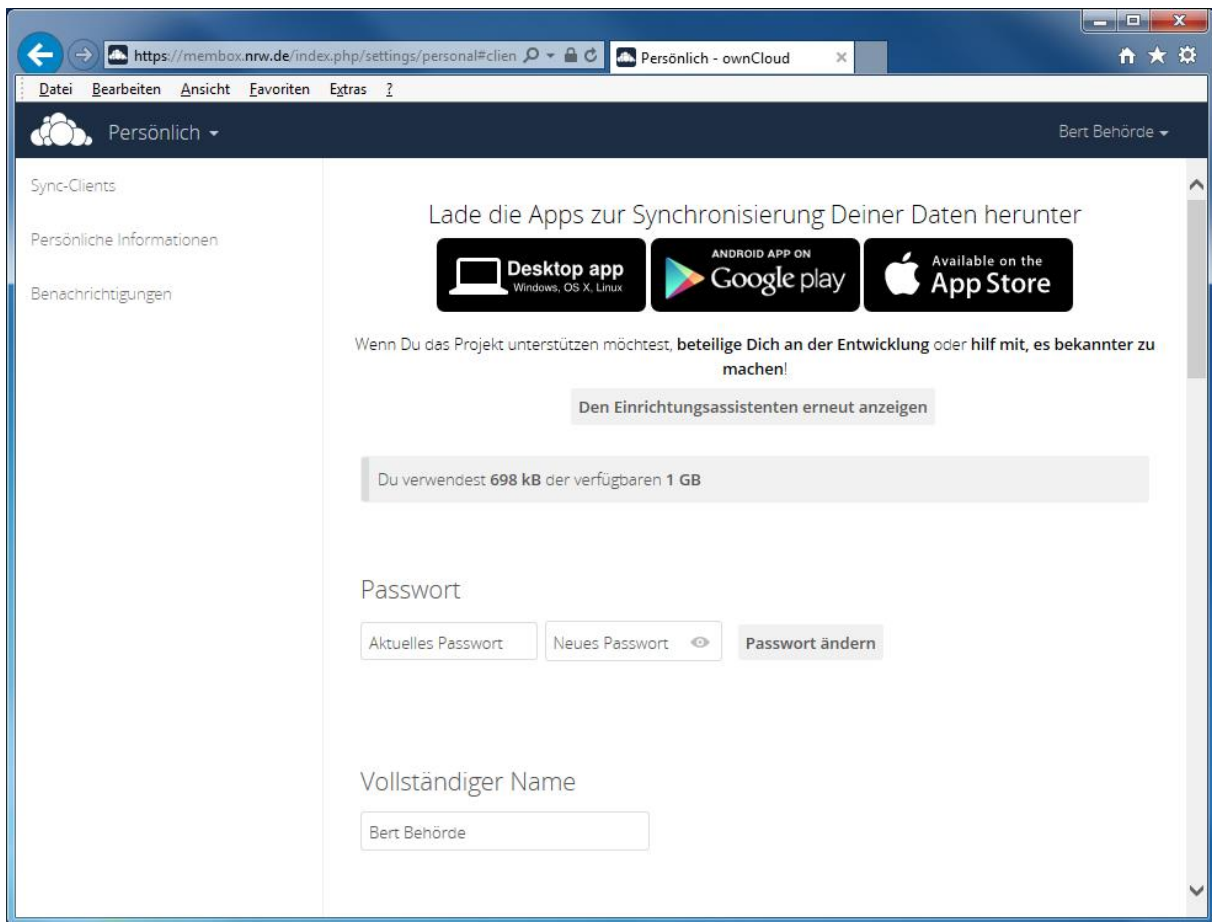 https://membox.nrw.de/index.php/settings/personal#clien
Persönlich - ownCloud
Datei Bearbeiten Ansicht Favoriten Extras ?
Persönlich
Bert Behörde
Sync-Clients
Persönliche Informationen
Benachrichtigungen
Lade die Apps zur Synchronisierung Deiner Daten herunter
Desktop app
Windows, OS X, Linux
ANDROID APP ON
Google play
Available on the
App Store
Wenn Du das Projekt unterstützen möchtest, beteilige Dich an der Entwicklung oder hilf mit, es bekannter zu
machen!
Den Einrichtungsassistenten erneut anzeigen
Du verwendest 698 kB der verfügbaren 1 GB
Passwort
Aktuelles Passwort
Neues Passwort
Passwort ändern
Vollständiger Name
Bert Behörde